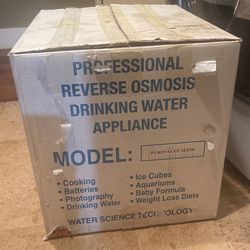 PROFESSIONAL
REVERSE OSMOSIS
DRINKING WATER
APPLIANCE
MODEL:
• Cooking
• Batteries
• Photography
• Drinking Water
• Ice Cubes
• Aquariums
• Baby Formula
• Weight Loss Diets
WATER SCIENCE TECHNOLOGY